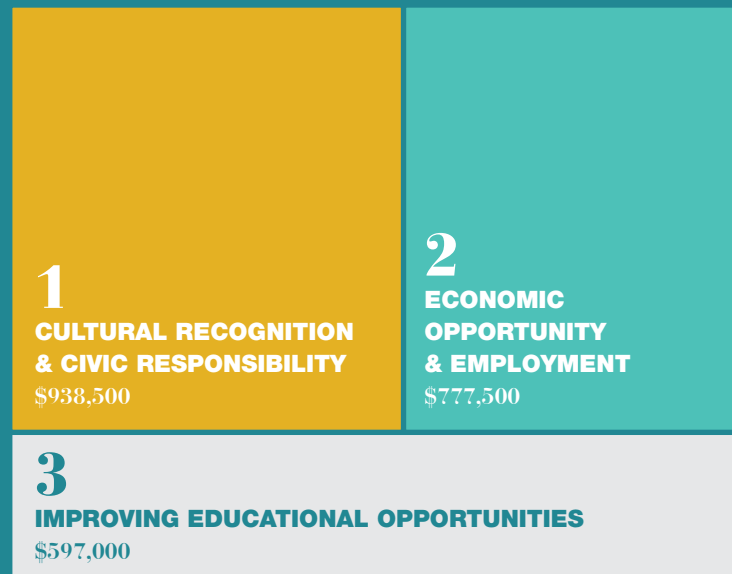 1
CULTURAL RECOGNITION
& CIVIC RESPONSIBILITY
$938,500
2
ECONOMIC
OPPORTUNITY
& EMPLOYMENT
$777,500
3
IMPROVING EDUCATIONAL OPPORTUNITIES
$597,000